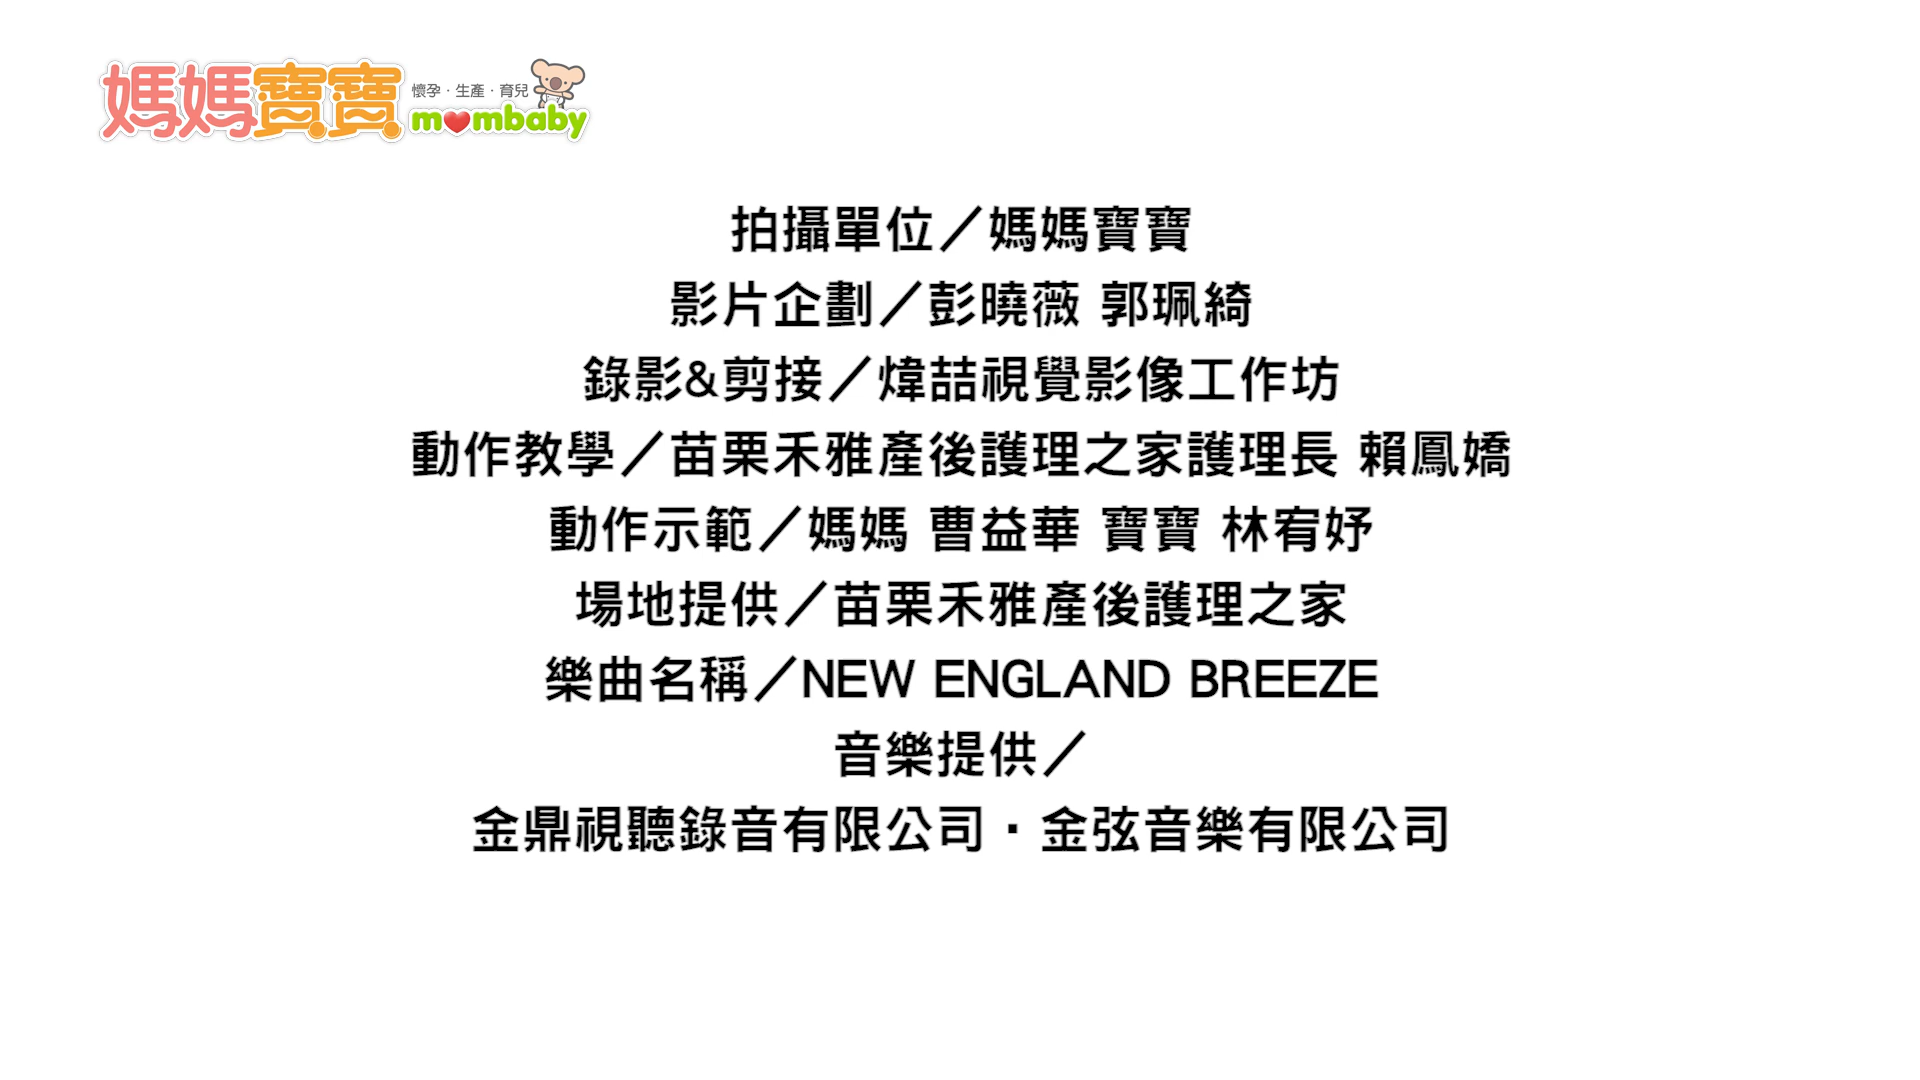 媽媽寶寶
懷孕·生產·育兒
mombaby
拍攝單位／媽媽寶寶
影片企劃／彭曉薇 郭珮綺
錄影&剪接／煒喆視覺影像工作坊
動作教學／苗栗禾雅產後護理之家護理長 賴鳳嬌
動作示範／媽媽 曹益華 寶寶 林宥妤
場地提供／苗栗禾雅產後護理之家
樂曲名稱／NEW ENGLAND BREEZE
音樂提供／
金鼎視聽錄音有限公司．金弦音樂有限公司